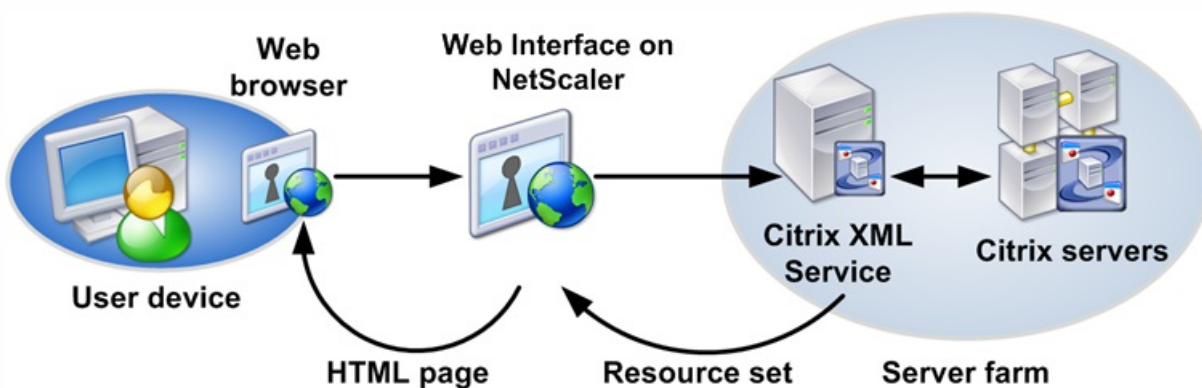 Web
browser
Web Interface on
NetScaler
User device
Citrix XML
Service
Citrix servers
HTML page
Resource set
Server farm